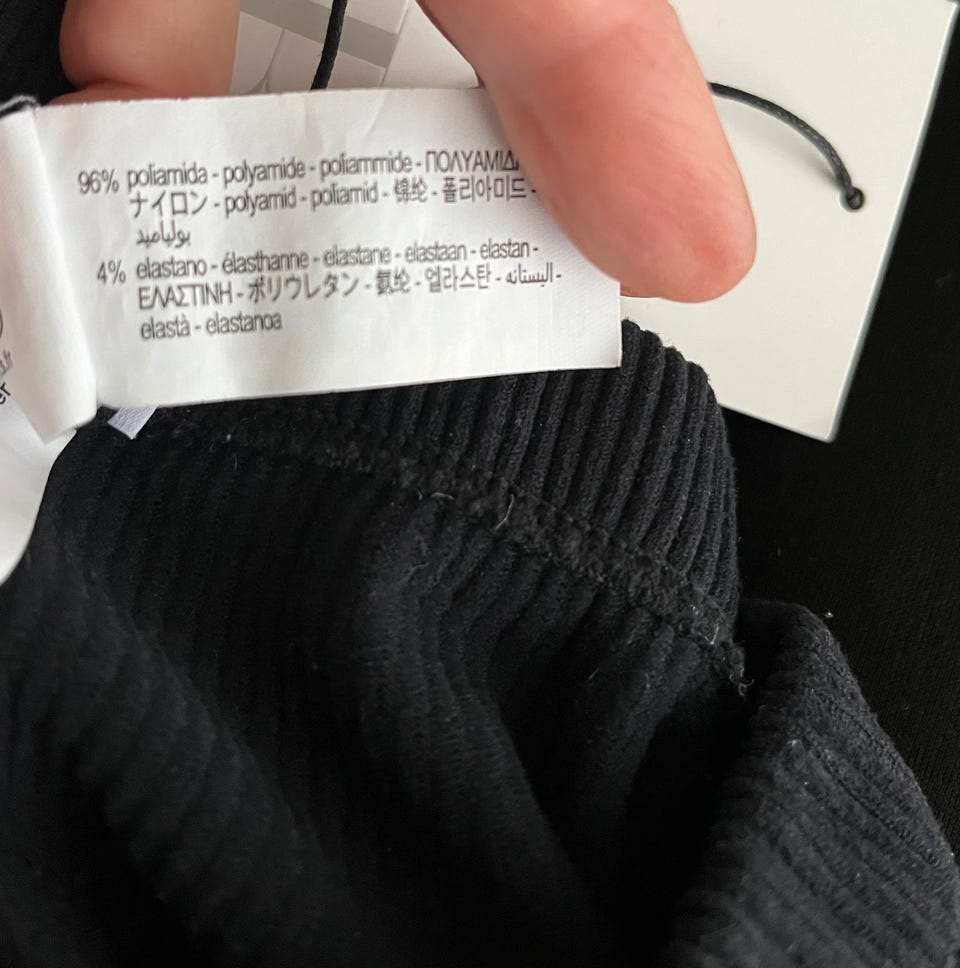 96% poliamida - polyamide - poliammide - ΠΟΛΥΑΜΙΔ
ナイロン - polyamid - poliamid - 锦纶 - 폴리아미드 -
بولياميد
4% elastano - élasthanne - elastane - elastaan - elastan -
ΕΛΑΣΤΙΝΗ - ポリウレタン - 氨纶 - 엘라스탄 - اليستانه -
elastà - elastanoa